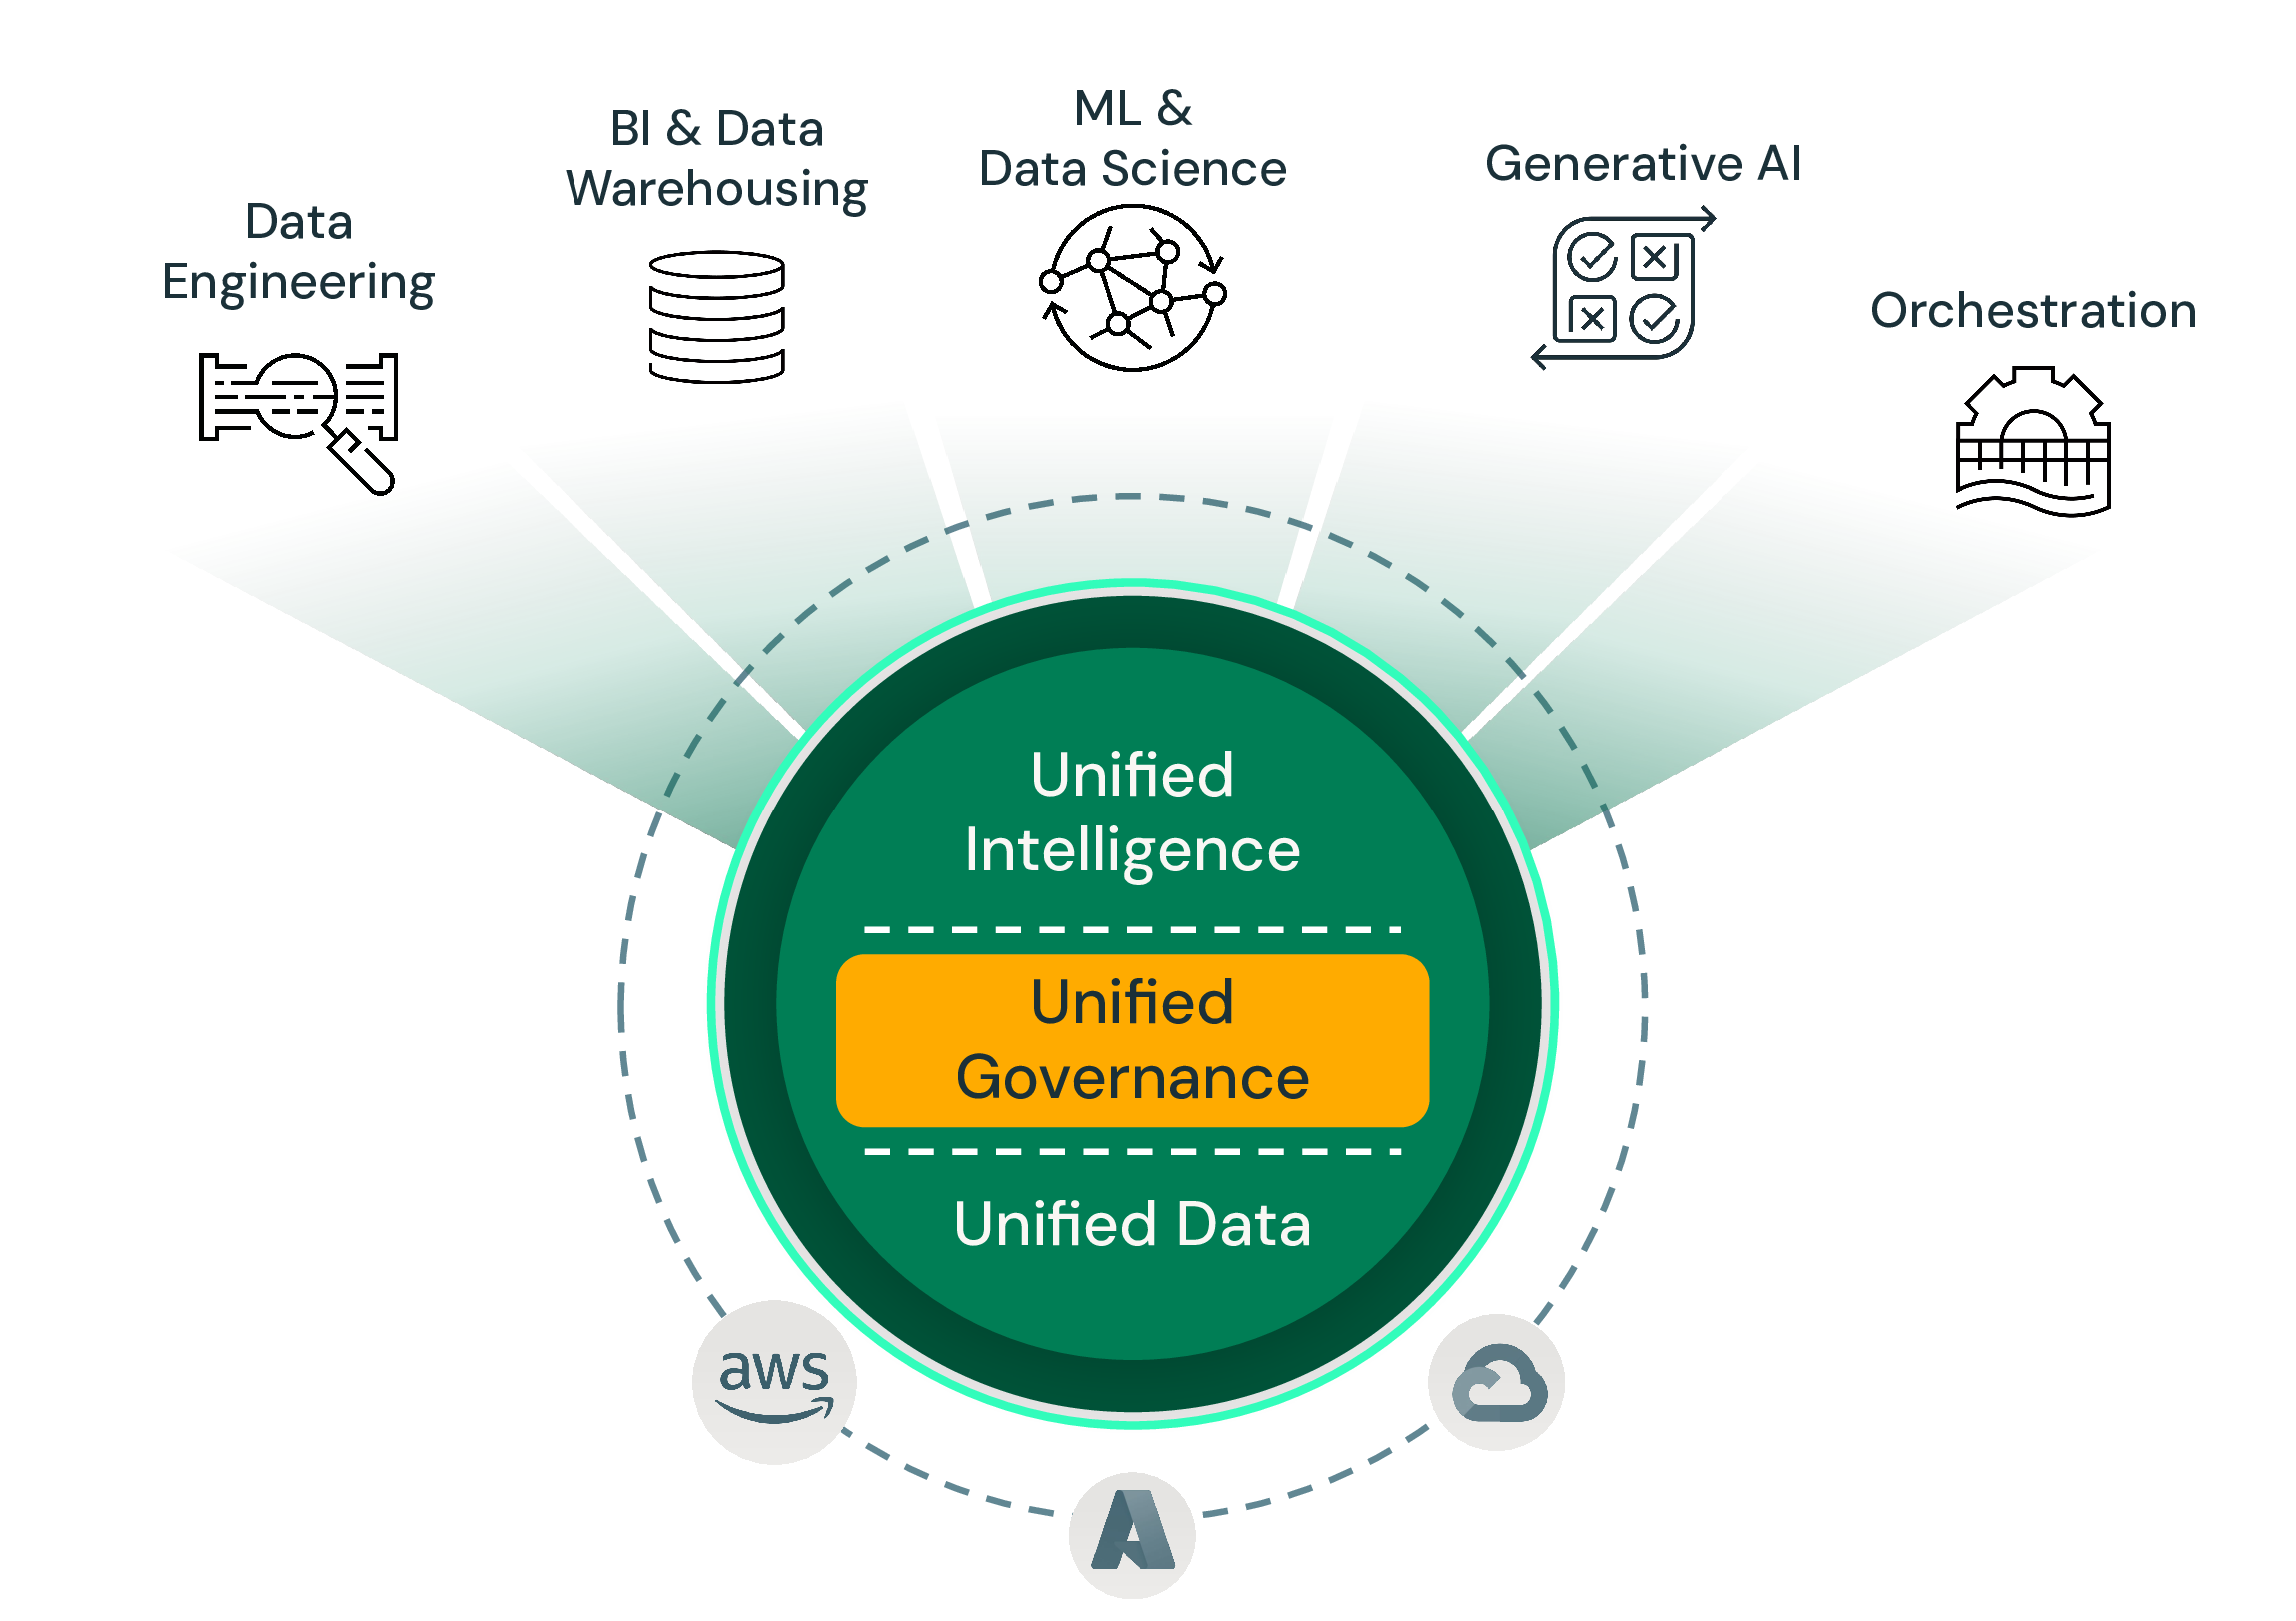 Data
Engineering
BI & Data
Warehousing
ML &
Data Science
Generative AI
Orchestration
Unified
Intelligence
Unified
Governance
Unified Data
aws